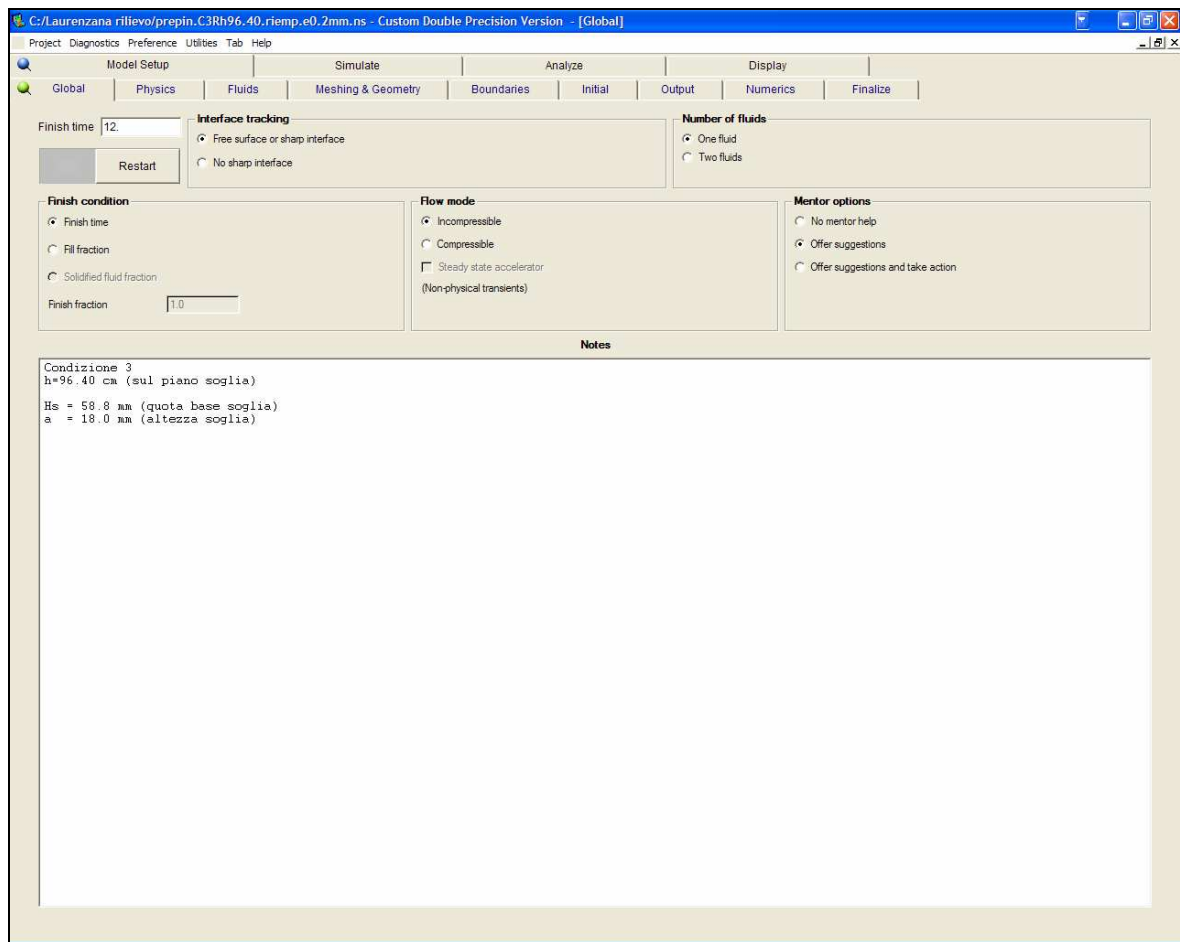 C:/Laurenzana rilievo/prepin.C3Rh96.40.riemp.e0.2mm.ns - Custom Double Precision Version - [Global]
Project Diagnostics Preference Utilities Tab Help
Model Setup Simulate Analyze Display
Global Physics Fluids Meshing & Geometry Boundaries Initial Output Numerics Finalize
Finish time 12.
Restart
Interface tracking
Free surface or sharp interface
No sharp interface
Number of fluids
One fluid
Two fluids
Finish condition
Finish time
Fill fraction
Solidified fluid fraction
Finish fraction 1.0
Flow mode
Incompressible
Compressible
Steady state accelerator
(Non-physical transients)
Mentor options
No mentor help
Offer suggestions
Offer suggestions and take action
Notes
Condizione 3
h=96.40 cm (sul piano soglia)
Hs = 58.8 mm (quota base soglia)
a = 18.0 mm (altezza soglia)